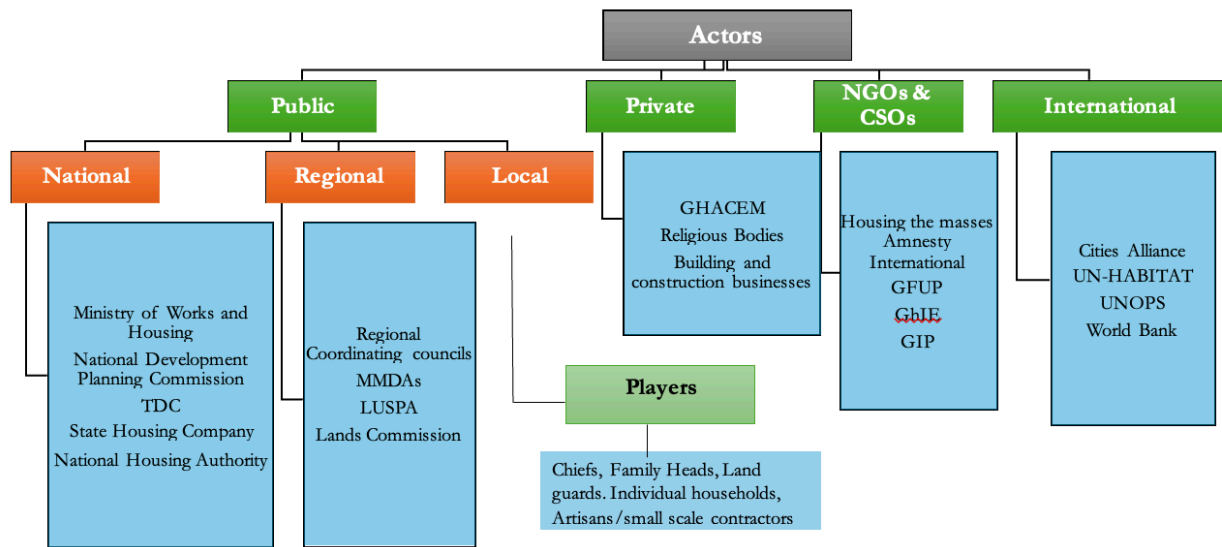 Actors
Public
Private
NGOs &
CSOs
International
National
Regional
Local
Ministry of Works and
Housing
National Development
Planning Commission
TDC
State Housing Company
National Housing Authority
Regional
Coordinating councils
MMDAs
LUSPA
Lands Commission
GHACEM
Religious Bodies
Building and
construction businesses
Housing the masses
Amnesty
International
GFUP
GhIE
GIP
Cities Alliance
UN-HABITAT
UNOPS
World Bank
Players
Chiefs, Family Heads, Land
guards. Individual households,
Artisans/small scale contractors